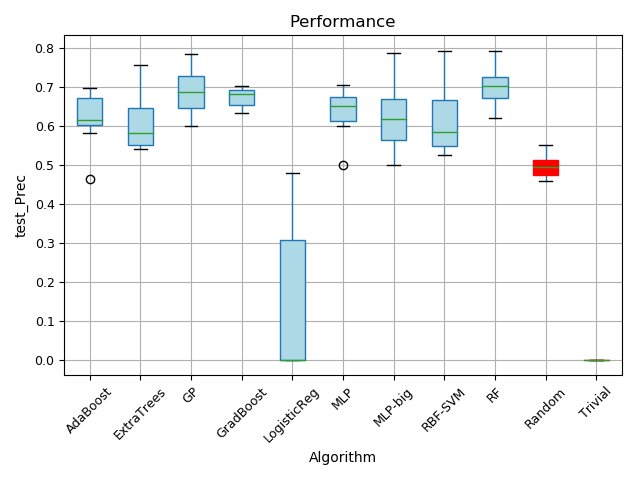 Performance
test_Prec
0.8
0.7
0.6
0.5
0.4
0.3
0.2
0.1
0.0
AdaBoost
ExtraTrees
GP
GradBoost
LogisticReg
MLP
MLP-big
RBF-SVM
RF
Random
Trivial
Algorithm